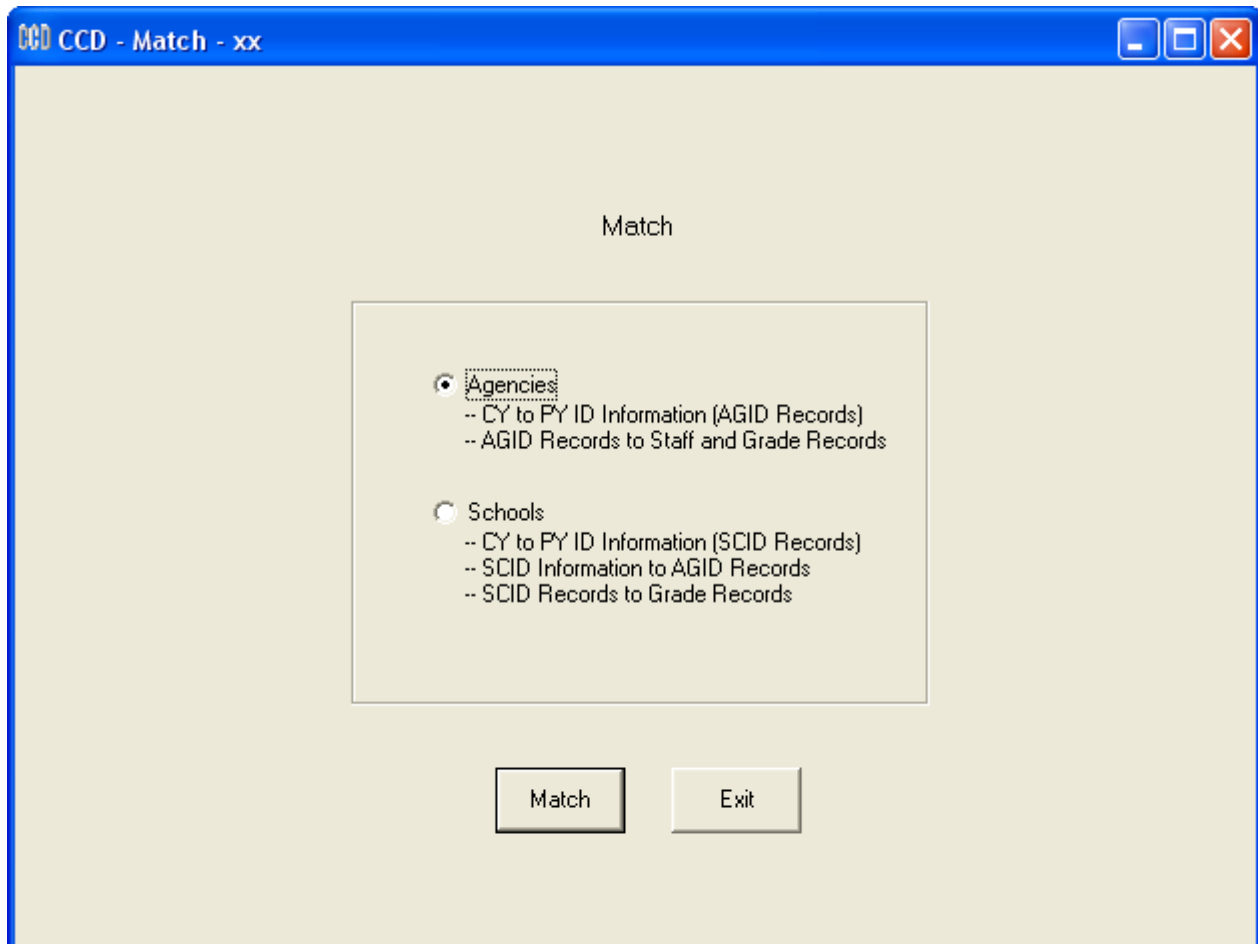 CCD CCD - Match - xx
Match
Agencies
-- CY to PY ID Information (AGID Records)
-- AGID Records to Staff and Grade Records
Schools
-- CY to PY ID Information (SCID Records)
-- SCID Information to AGID Records
-- SCID Records to Grade Records
Match
Exit